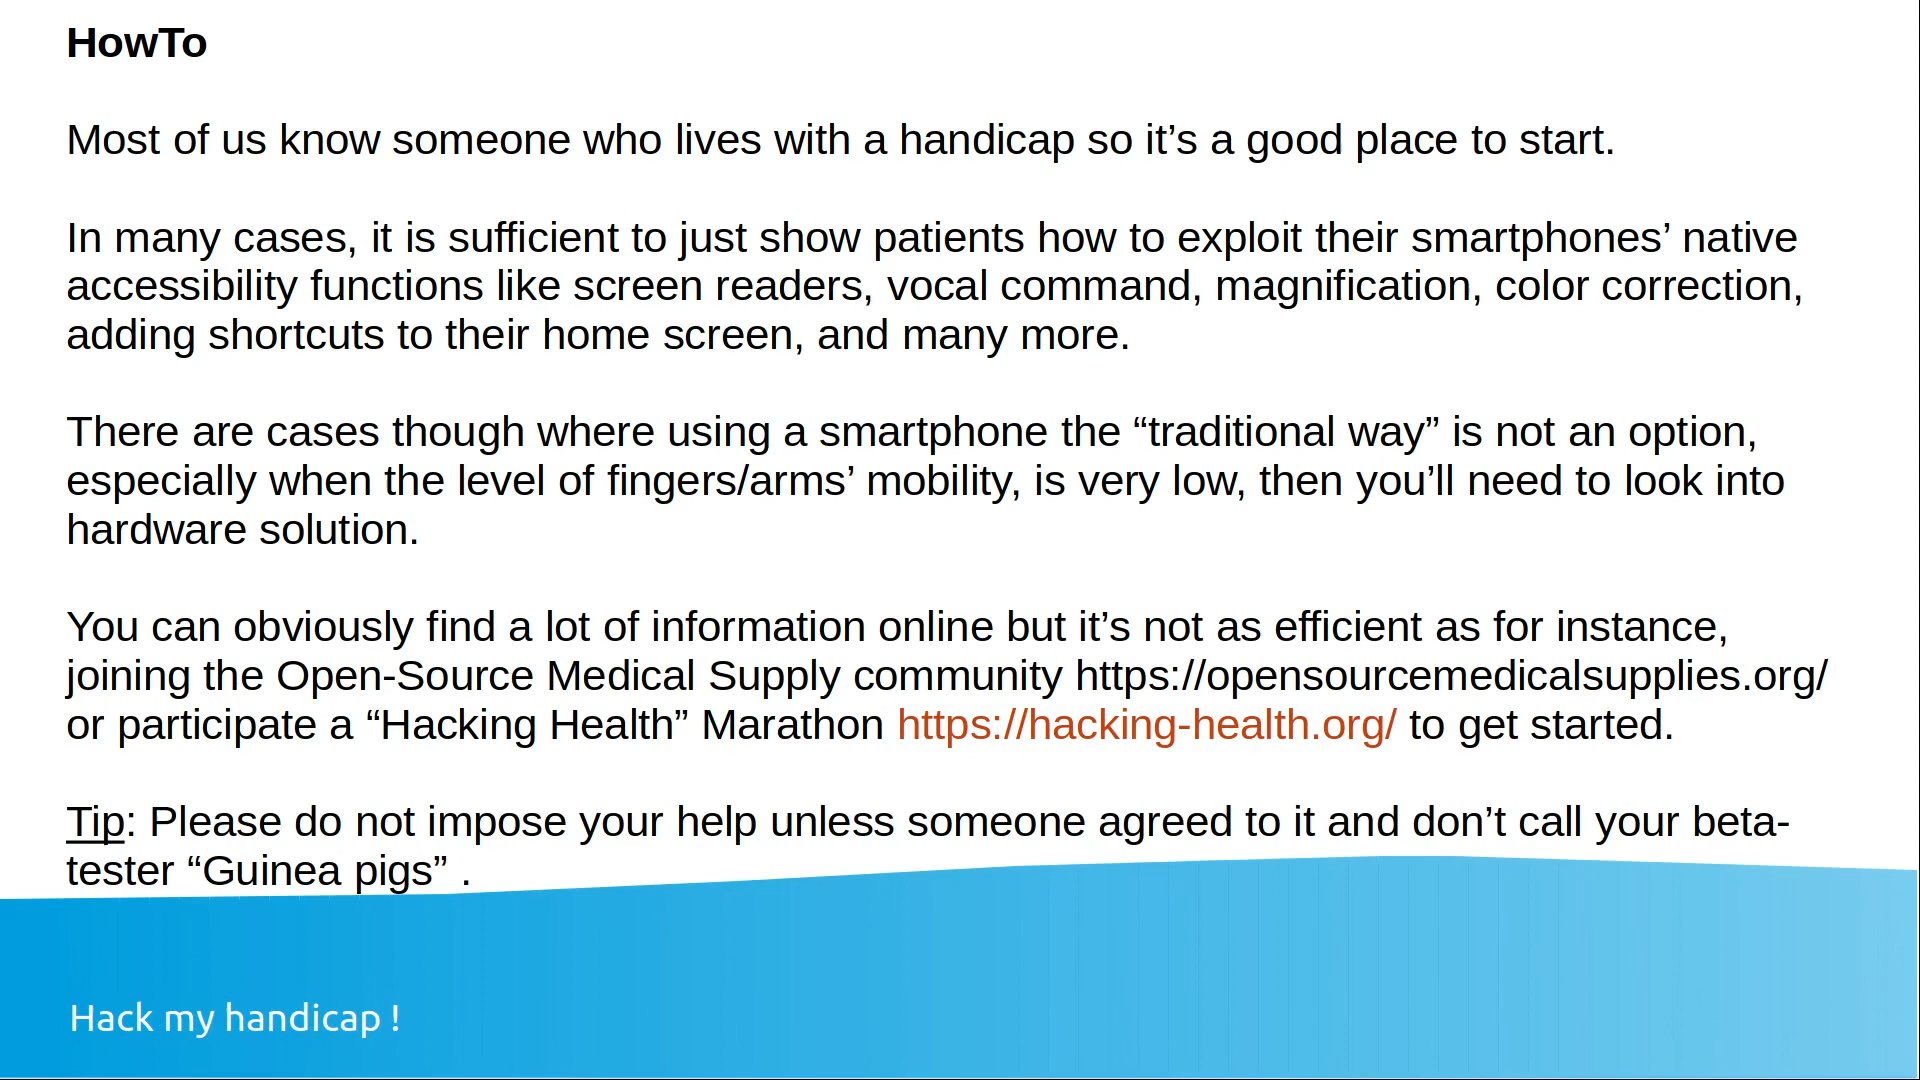 HowTo
Most of us know someone who lives with a handicap so it’s a good place to start.
In many cases, it is sufficient to just show patients how to exploit their smartphones’ native
accessibility functions like screen readers, vocal command, magnification, color correction,
adding shortcuts to their home screen, and many more.
There are cases though where using a smartphone the “traditional way” is not an option,
especially when the level of fingers/arms’ mobility, is very low, then you’ll need to look into
hardware solution.
You can obviously find a lot of information online but it’s not as efficient as for instance,
joining the Open-Source Medical Supply community https://opensourcemedicalsupplies.org/
or participate a “Hacking Health” Marathon https://hacking-health.org/ to get started.
Tip: Please do not impose your help unless someone agreed to it and don’t call your beta-
tester “Guinea pigs” .
Hack my handicap !